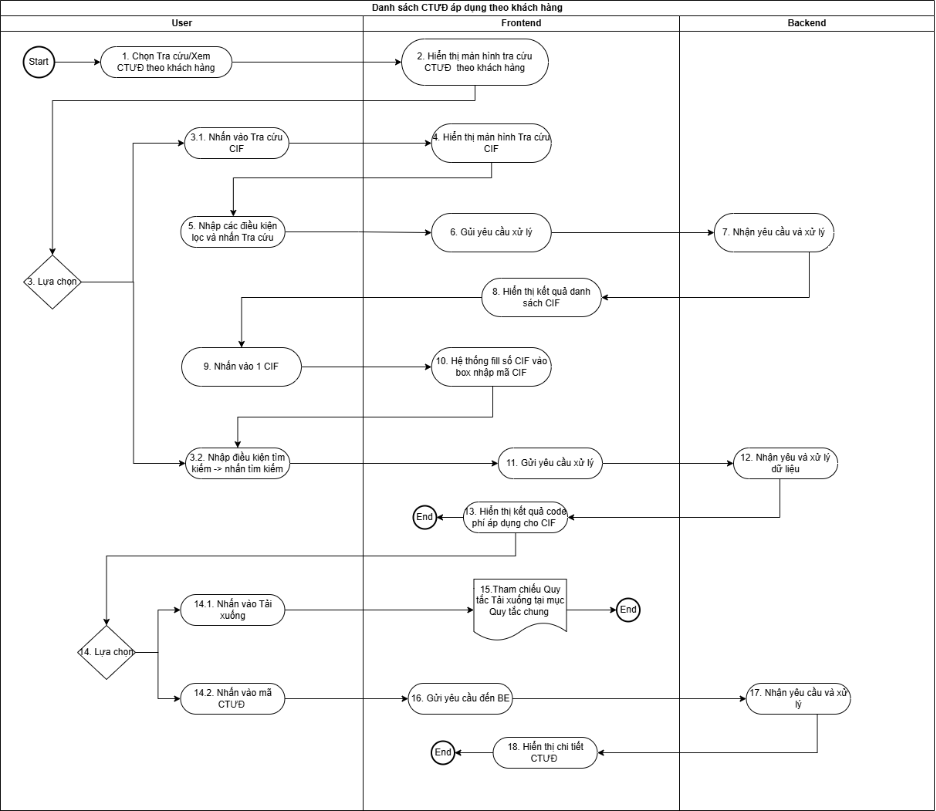 Danh sách CTƯĐ áp dụng theo khách hàng
User
Frontend
Backend
Start
1. Chọn Tra cứu/Xem
CTƯĐ theo khách hàng
2. Hiển thị màn hình tra cứu
CTƯĐ theo khách hàng
3.1. Nhấn vào Tra cứu
CIF
4. Hiển thị màn hình Tra cứu
CIF
5. Nhập các điều kiện
lọc và nhấn Tra cứu
6. Gửi yêu cầu xử lý
7. Nhận yêu cầu và xử lý
3. Lựa chọn
8. Hiển thị kết quả danh
sách CIF
9. Nhấn vào 1 CIF
10. Hệ thống fill số CIF vào
box nhập mã CIF
3.2. Nhập điều kiện tìm
kiếm -> nhấn tìm kiếm
11. Gửi yêu cầu xử lý
12. Nhận yêu và xử lý
dữ liệu
End
13. Hiển thị kết quả code
phí áp dụng cho CIF
14.1. Nhấn vào Tải
xuống
15.Tham chiếu Quy
tắc Tải xuống tại mục
Quy tắc chung
End
14. Lựa chọn
14.2. Nhấn vào mã
CTƯĐ
16. Gửi yêu cầu đến BE
17. Nhận yêu cầu và xử
lý
End
18. Hiển thị chi tiết
CTƯĐ